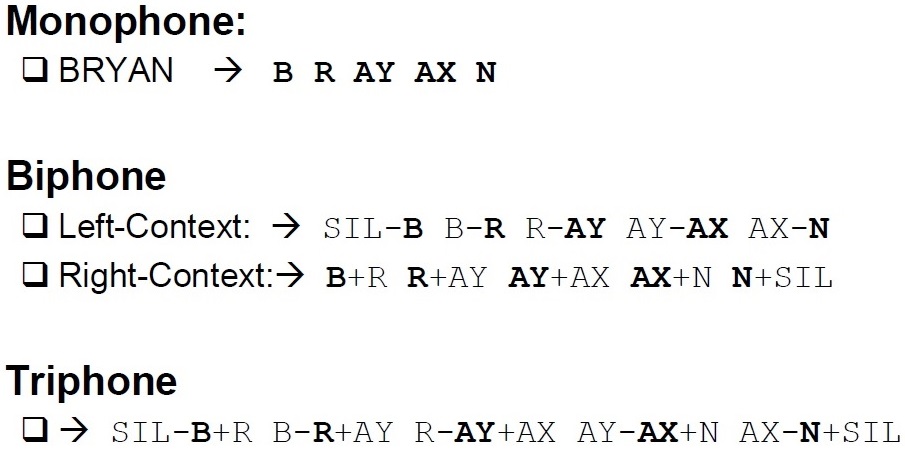 Monophone:
❑ BRYAN → B R AY AX N
Biphone
❑ Left-Context: → SIL-B B-R R-AY AY-AX AX-N
❑ Right-Context:→ B+R R+AY AY+AX AX+N N+SIL
Triphone
❑ → SIL-B+R B-R+AY R-AY+AX AY-AX+N AX-N+SIL